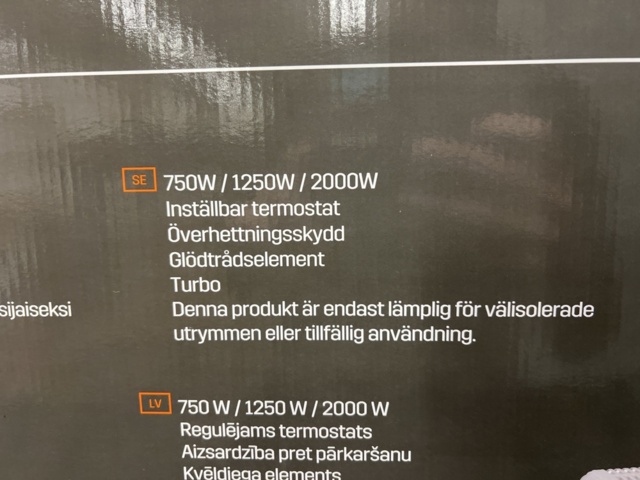 SE 750W / 1250W / 2000W
Inställbar termostat
Överhettningsskydd
Glödtrådselement
Turbo
sijaiseksi
Denna produkt är endast lämplig för välisolerade
utrymmen eller tillfällig användning.
LV 750 W / 1250 W / 2000 W
Regulējams termostats
Aizsardzība pret pārkaršanu
Kvēldiega elements